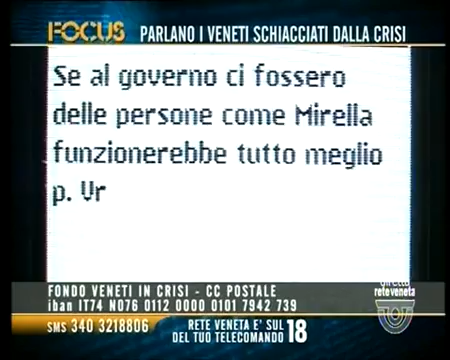 FOCUS PARLANO I VENETI SCHIACCIATI DALLA CRISI
Se al governo ci fossero
delle persone come Mirella
funzionerebbe tutto meglio
p. Vr
FONDO VENETI IN CRISI - CC POSTALE
iban IT74 N076 0112 0000 0101 7942 739
diretta
reteveneta
SMS 340 3218806
RETE VENETA E' SUL
DEL TUO TELECOMANDO 18